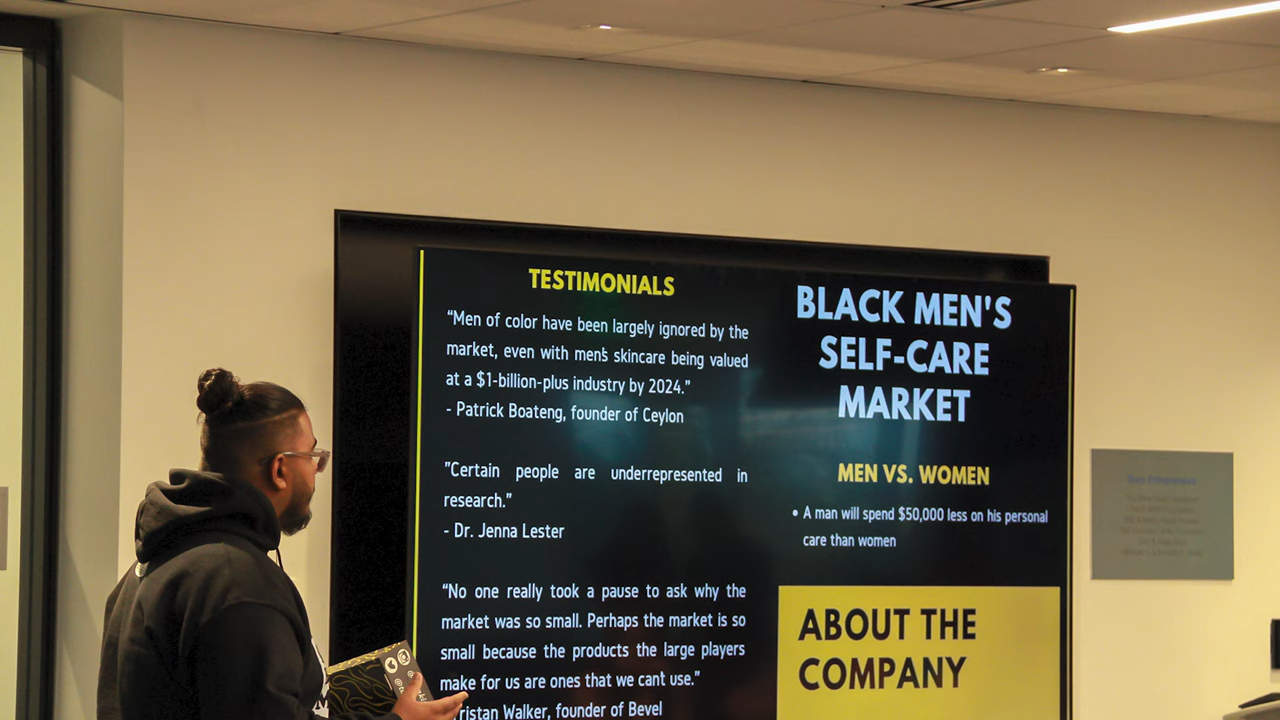 TESTIMONIALS
“Men of color have been largely ignored by the
market, even with men's skincare being valued
at a $1-billion-plus industry by 2024.”
- Patrick Boateng, founder of Ceylon
”Certain people are underrepresented in
research.”
- Dr. Jenna Lester
“No one really took a pause to ask why the
market was so small. Perhaps the market is so
small because the products the large players
make for us are ones that we cant use.”
ristan Walker, founder of Bevel
BLACK MEN'S
SELF-CARE
MARKET
MEN VS. WOMEN
• A man will spend $50,000 less on his personal
care than women
ABOUT THE
COMPANY